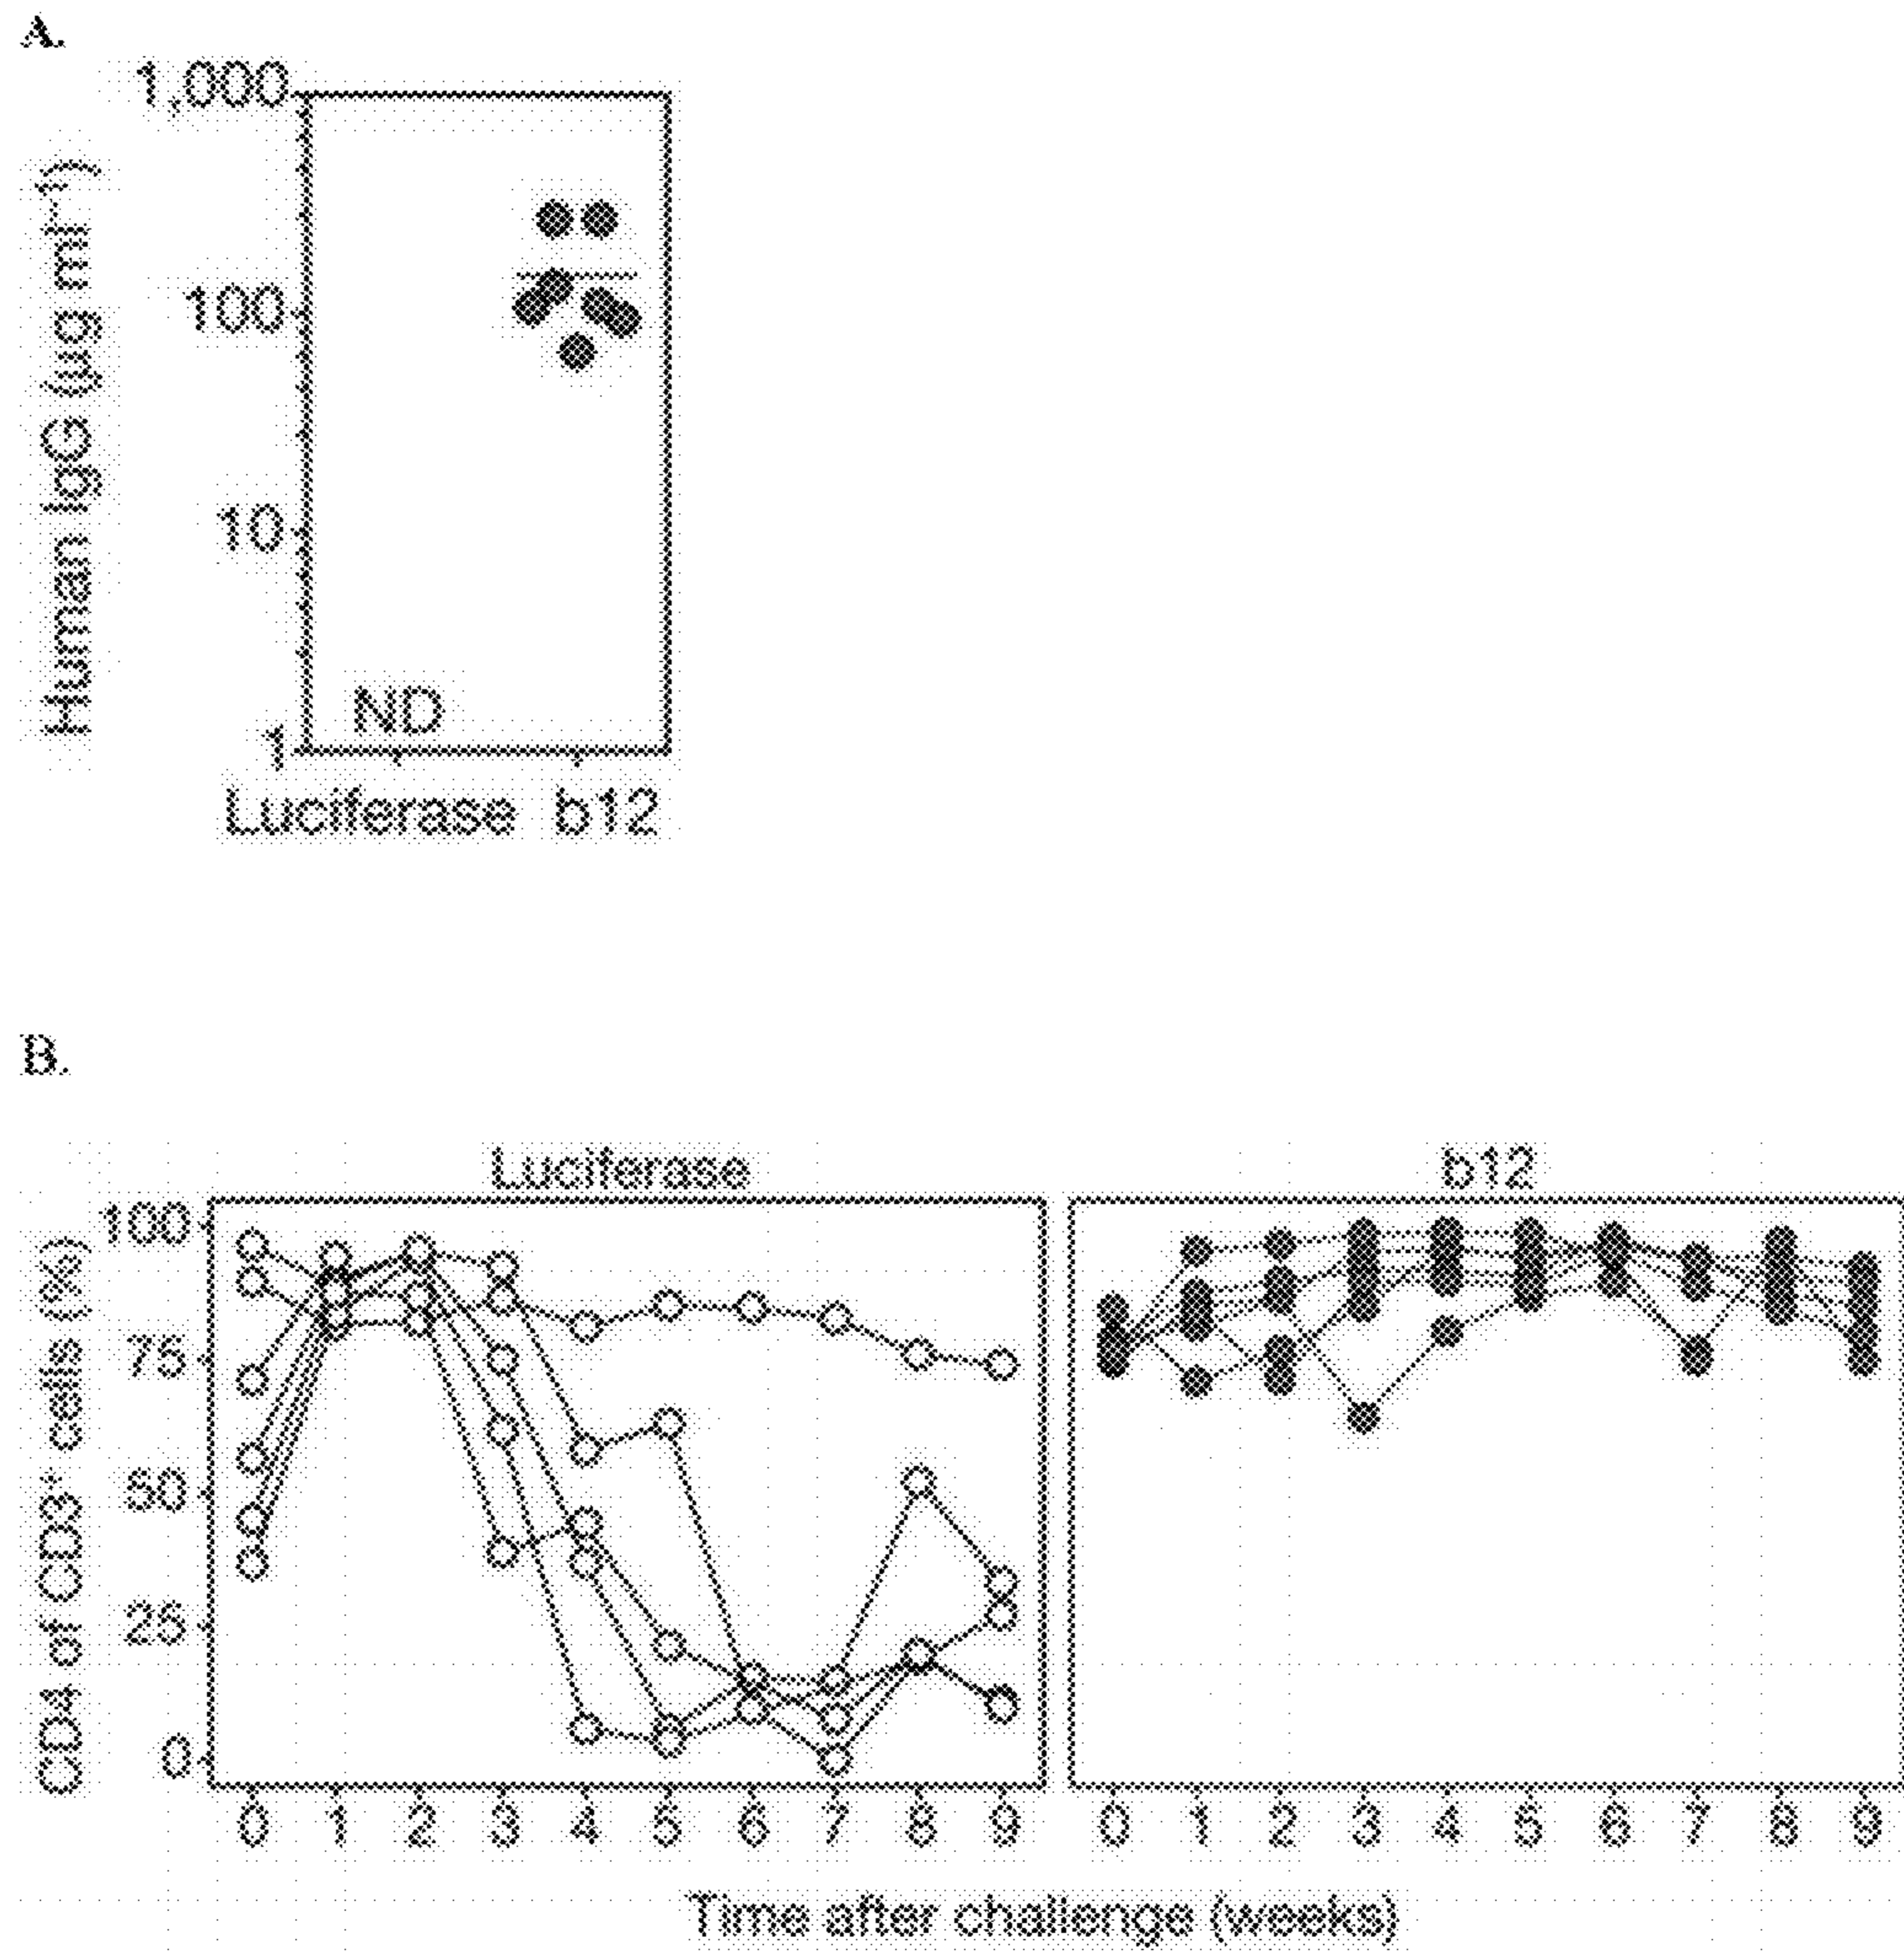 A.
Human IgG (µg ml⁻¹)
1,000
100
10
1
ND
Luciferase b12
B.
Luciferase b12
CD4 of CD3⁺ cells (%)
100
75
50
25
0
0 1 2 3 4 5 6 7 8 9 0 1 2 3 4 5 6 7 8 9
Time after challenge (weeks)